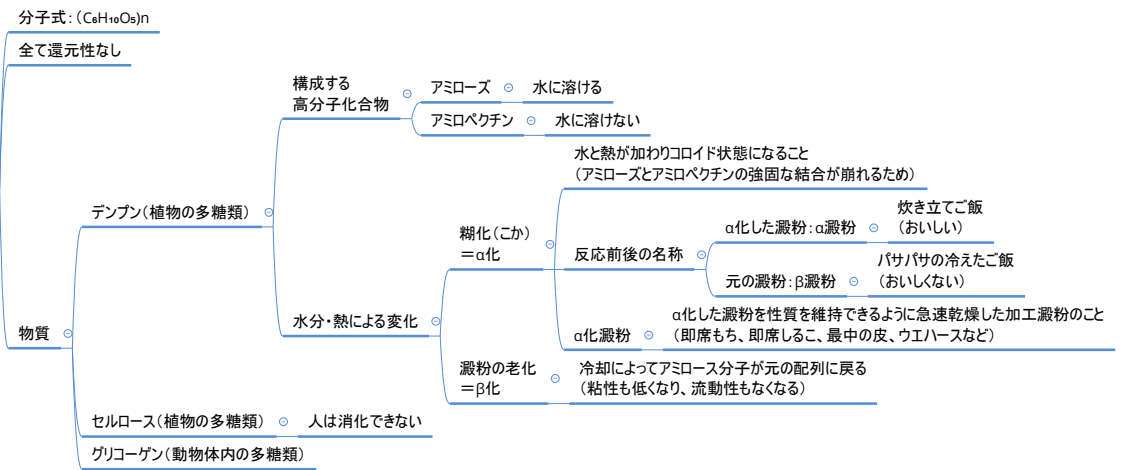 分子式：(C₆H₁₀O₅)n
全て還元性なし
物質
デンプン（植物の多糖類）
構成する
高分子化合物
アミローズ
水に溶ける
アミロペクチン
水に溶けない
水分・熱による変化
糊化（こか）
＝α化
水と熱が加わりコロイド状態になること
（アミローズとアミロペクチンの強固な結合が崩れるため）
反応前後の名称
α化した澱粉：α澱粉
炊き立てご飯
（おいしい）
元の澱粉：β澱粉
パサパサの冷えたご飯
（おいしくない）
α化澱粉
α化した澱粉を性質を維持できるように急速乾燥した加工澱粉のこと
（即席もち、即席しるこ、最中の皮、ウエハースなど）
澱粉の老化
＝β化
冷却によってアミロース分子が元の配列に戻る
（粘性も低くなり、流動性もなくなる）
セルロース（植物の多糖類）
人は消化できない
グリコーゲン（動物体内の多糖類）